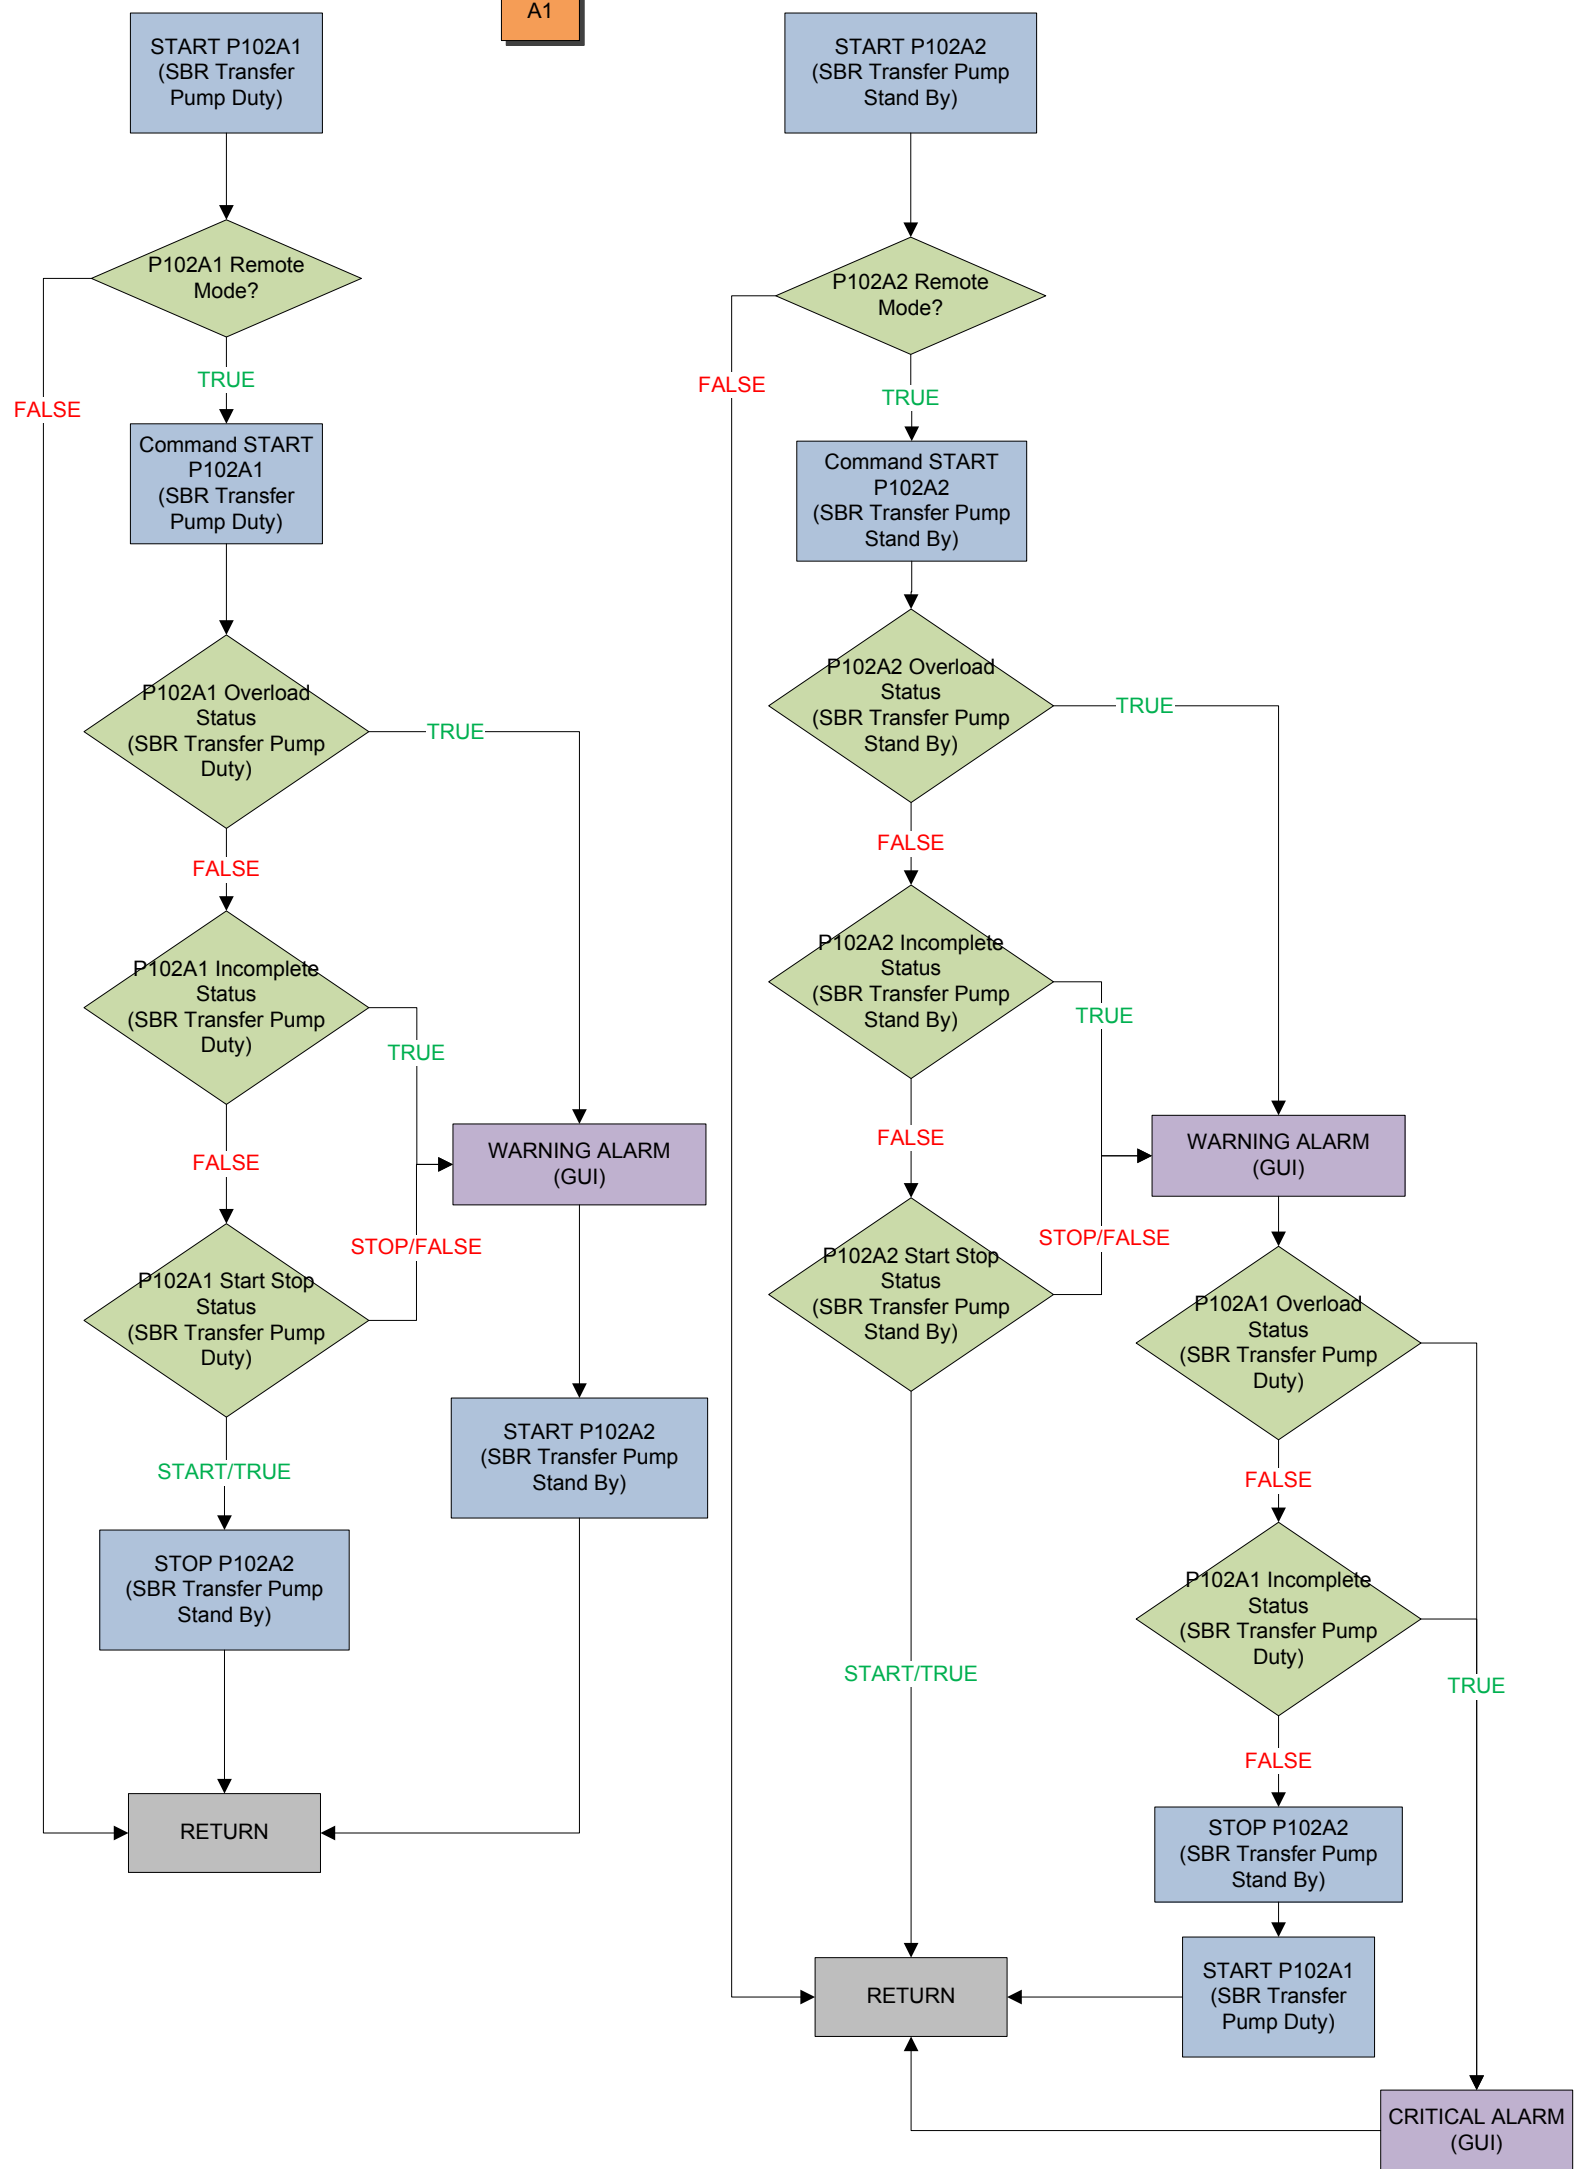 A1
START P102A1
(SBR Transfer
Pump Duty)
P102A1 Remote
Mode?
TRUE
FALSE
Command START
P102A1
(SBR Transfer
Pump Duty)
P102A1 Overload
Status
(SBR Transfer Pump
Duty)
TRUE
FALSE
P102A1 Incomplete
Status
(SBR Transfer Pump
Duty)
TRUE
FALSE
WARNING ALARM
(GUI)
STOP/FALSE
P102A1 Start Stop
Status
(SBR Transfer Pump
Duty)
START/TRUE
START P102A2
(SBR Transfer Pump
Stand By)
STOP P102A2
(SBR Transfer Pump
Stand By)
RETURN
START P102A2
(SBR Transfer Pump
Stand By)
P102A2 Remote
Mode?
FALSE
TRUE
Command START
P102A2
(SBR Transfer Pump
Stand By)
P102A2 Overload
Status
(SBR Transfer Pump
Stand By)
TRUE
FALSE
P102A2 Incomplete
Status
(SBR Transfer Pump
Stand By)
TRUE
FALSE
WARNING ALARM
(GUI)
STOP/FALSE
P102A2 Start Stop
Status
(SBR Transfer Pump
Stand By)
P102A1 Overload
Status
(SBR Transfer Pump
Duty)
FALSE
P102A1 Incomplete
Status
(SBR Transfer Pump
Duty)
START/TRUE
TRUE
FALSE
STOP P102A2
(SBR Transfer Pump
Stand By)
START P102A1
(SBR Transfer
Pump Duty)
RETURN
CRITICAL ALARM
(GUI)